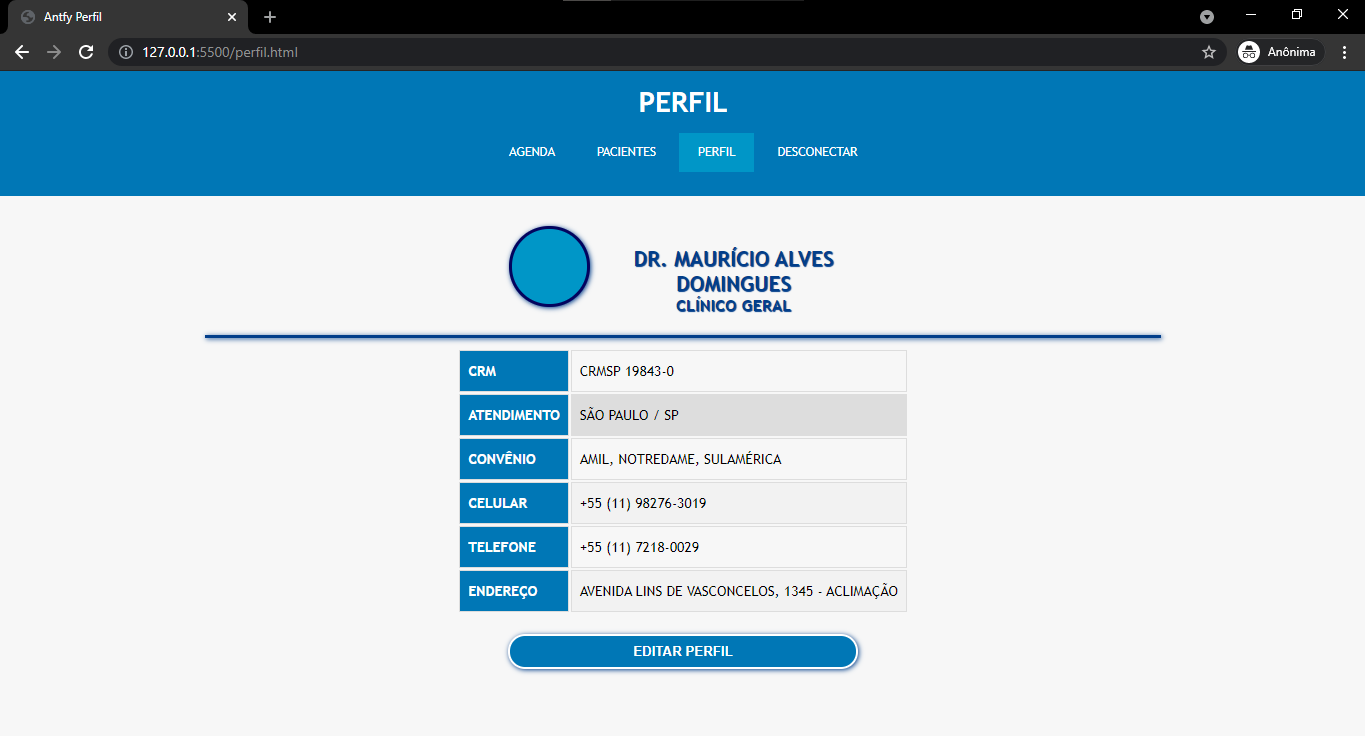 Antfy Perfil
127.0.0.1:5500/perfil.html
Anônima
PERFIL
AGENDA PACIENTES PERFIL DESCONECTAR
DR. MAURÍCIO ALVES
DOMINGUES
CLÍNICO GERAL
CRM CRMSP 19843-0
ATENDIMENTO SÃO PAULO / SP
CONVÊNIO AMIL, NOTREDAME, SULAMÉRICA
CELULAR +55 (11) 98276-3019
TELEFONE +55 (11) 7218-0029
ENDEREÇO AVENIDA LINS DE VASCONCELOS, 1345 - ACLIMAÇÃO
EDITAR PERFIL